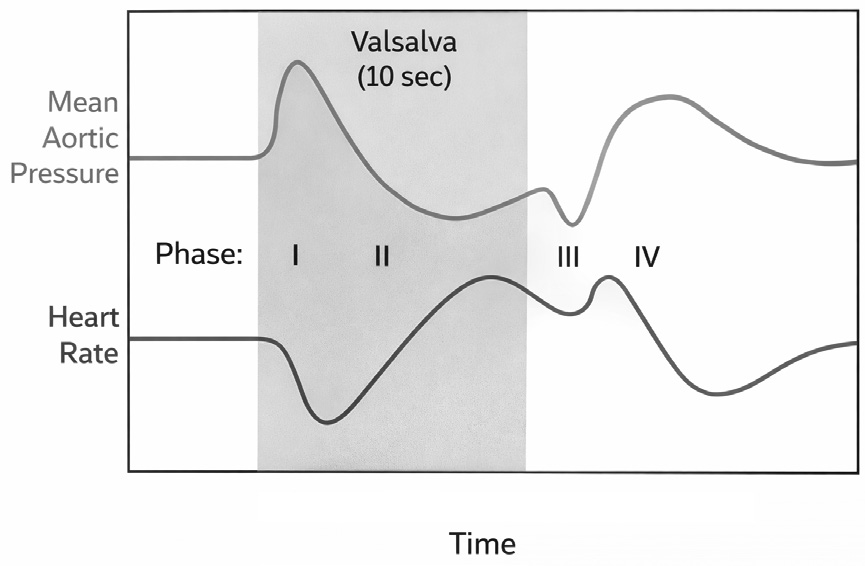 Valsalva
(10 sec)
Mean
Aortic
Pressure
Phase: I II III IV
Heart
Rate
Time